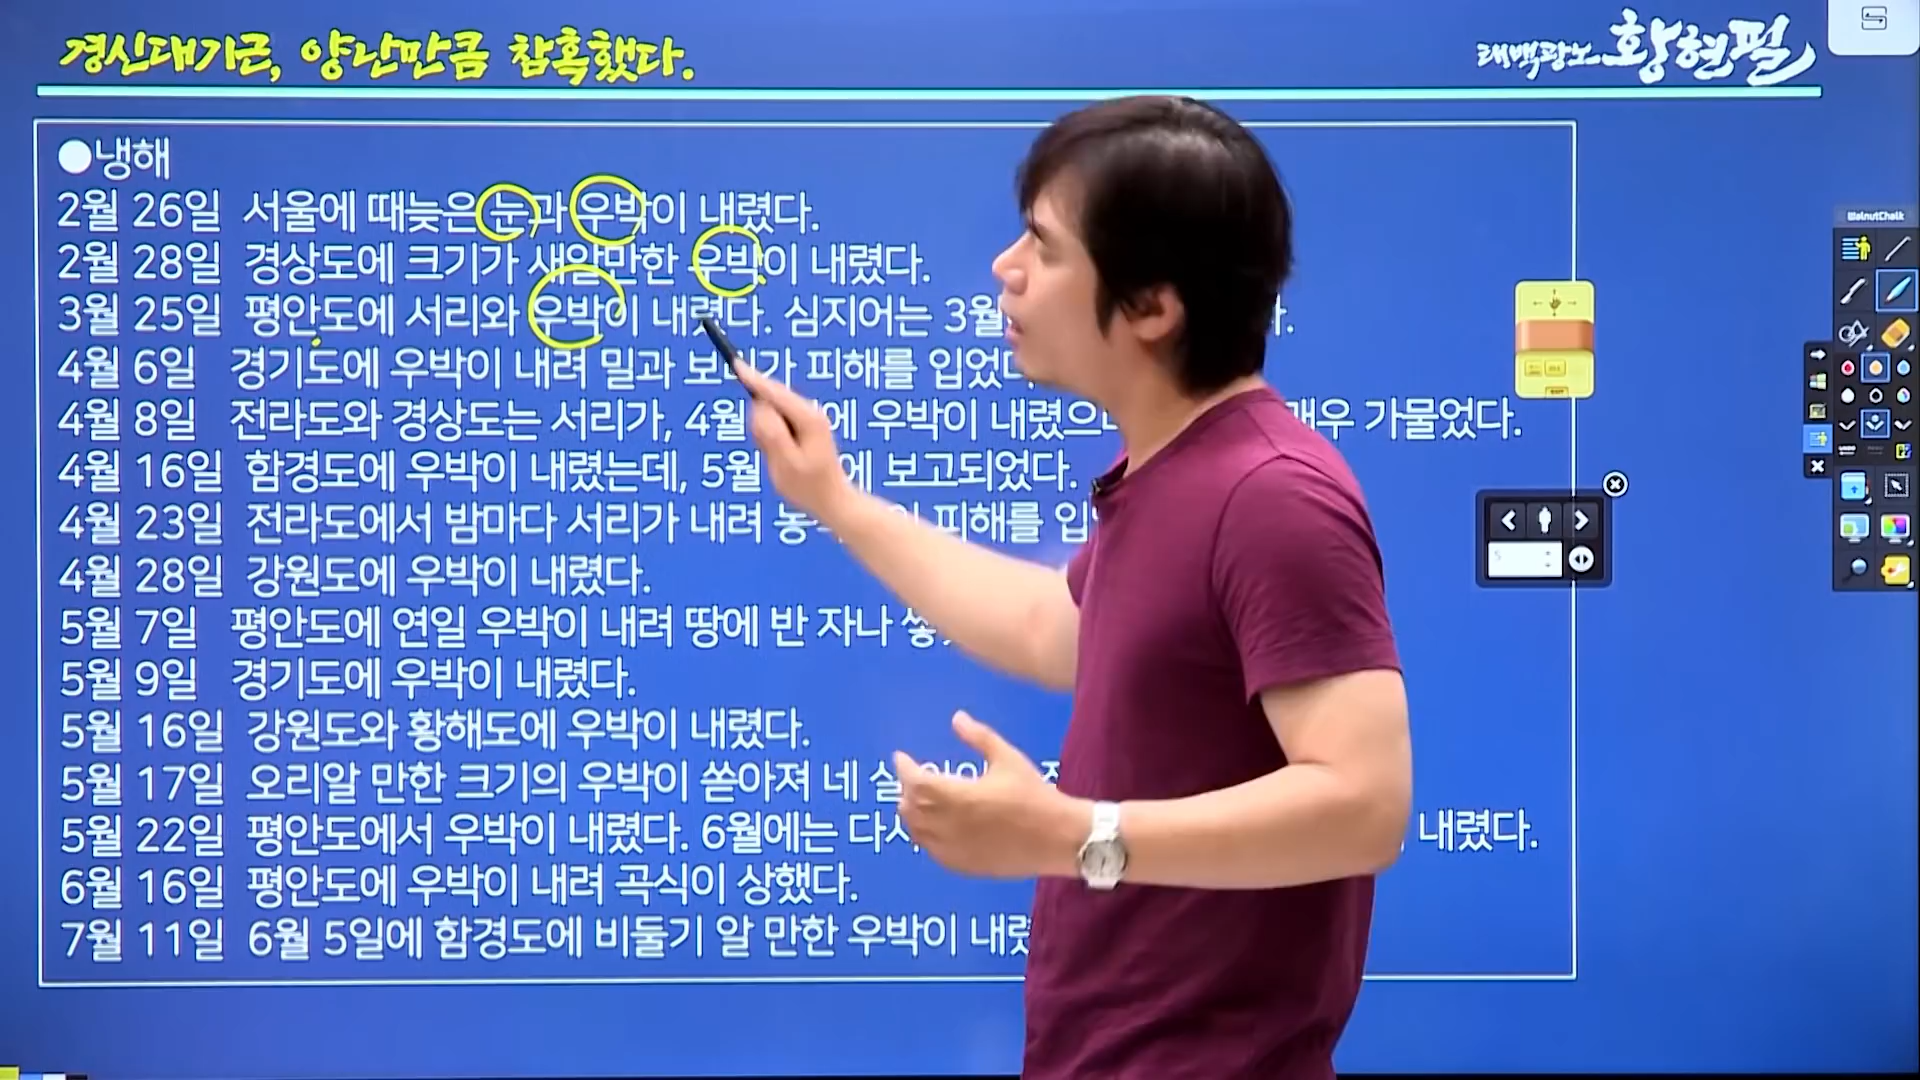 경신대기근, 양난만큼 참혹했다.
태백광노 황현필
●냉해
2월 26일 서울에 때늦은 눈과 우박이 내렸다.
2월 28일 경상도에 크기가 새알만한 우박이 내렸다.
3월 25일 평안도에 서리와 우박이 내렸다. 심지어는 3월
4월 6일 경기도에 우박이 내려 밀과 보리가 피해를 입었다
4월 8일 전라도와 경상도는 서리가, 4월 에 우박이 내렸으 매우 가물었다.
4월 16일 함경도에 우박이 내렸는데, 5월 에 보고되었다.
4월 23일 전라도에서 밤마다 서리가 내려 피해를
4월 28일 강원도에 우박이 내렸다.
5월 7일 평안도에 연일 우박이 내려 땅에 반 자나
5월 9일 경기도에 우박이 내렸다.
5월 16일 강원도와 황해도에 우박이 내렸다.
5월 17일 오리알 만한 크기의 우박이 쏟아져 네 살
5월 22일 평안도에서 우박이 내렸다. 6월에는 다시 내렸다.
6월 16일 평안도에 우박이 내려 곡식이 상했다.
7월 11일 6월 5일에 함경도에 비둘기 알 만한 우박이 내렸
WalnutChalk